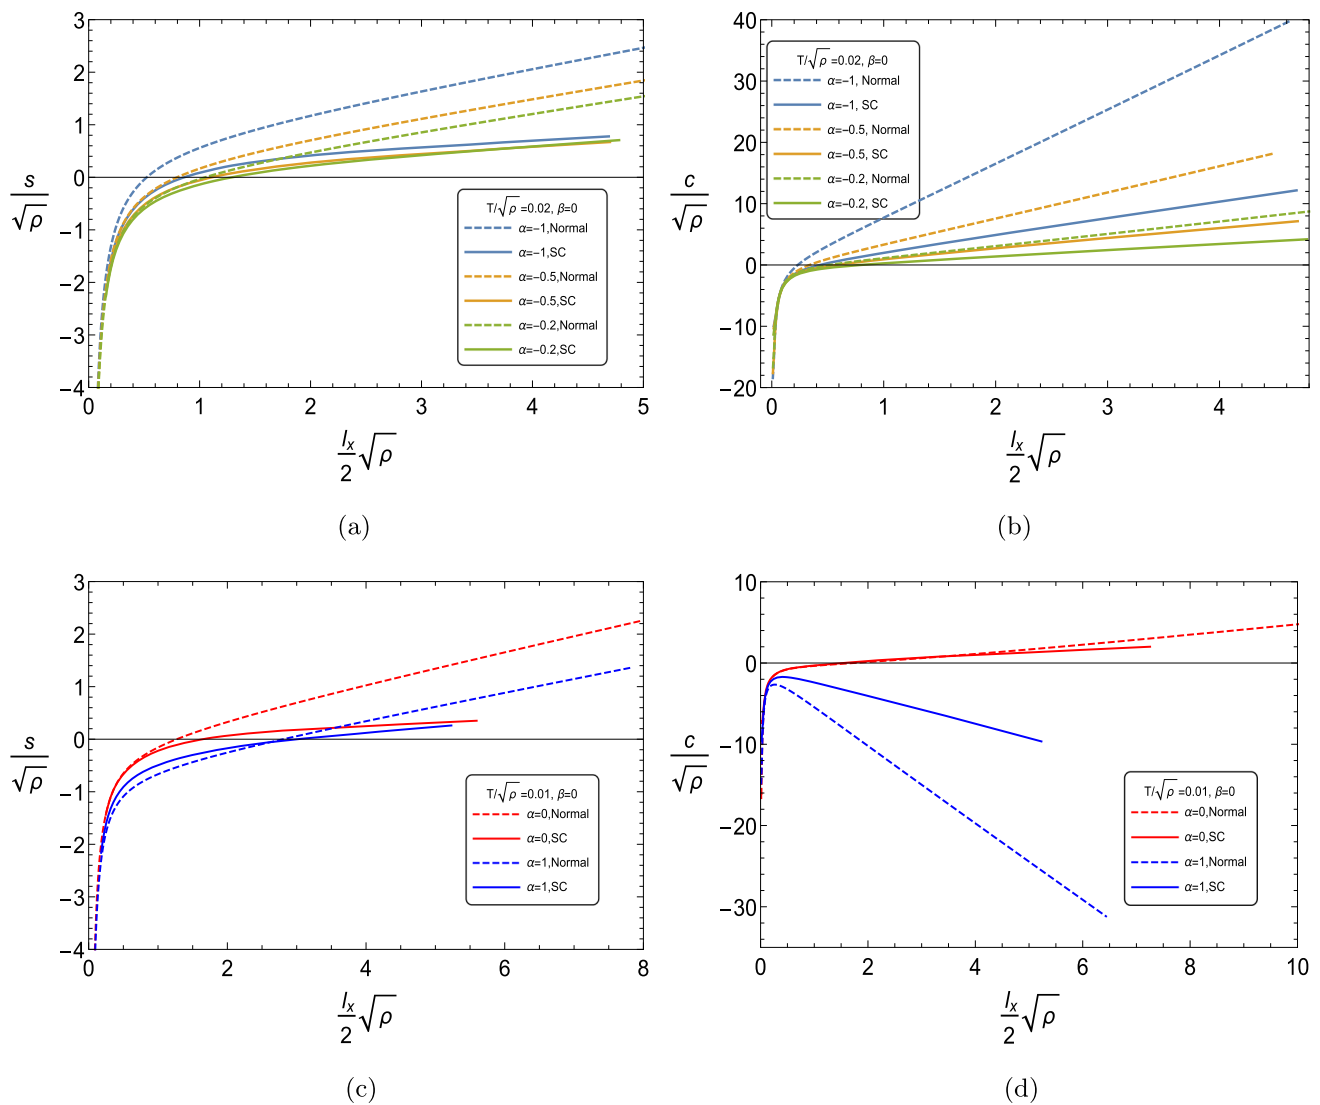 3
2
1
0
−1
−2
−3
−4
s
√ρ
0 1 2 3 4 5
l_x/2 √ρ
T/√ρ =0.02, β=0
α=−1,Normal
α=−1,SC
α=−0.5,Normal
α=−0.5,SC
α=−0.2,Normal
α=−0.2,SC
(a)
40
30
20
10
0
−10
−20
c
√ρ
0 1 2 3 4
l_x/2 √ρ
T/√ρ =0.02, β=0
α=−1, Normal
α=−1, SC
α=−0.5, Normal
α=−0.5, SC
α=−0.2, Normal
α=−0.2, SC
(b)
3
2
1
0
−1
−2
−3
−4
s
√ρ
0 2 4 6 8
l_x/2 √ρ
T/√ρ =0.01, β=0
α=0,Normal
α=0,SC
α=1,Normal
α=1,SC
(c)
10
0
−10
−20
−30
c
√ρ
0 2 4 6 8 10
l_x/2 √ρ
T/√ρ =0.01, β=0
α=0,Normal
α=0,SC
α=1,Normal
α=1,SC
(d)